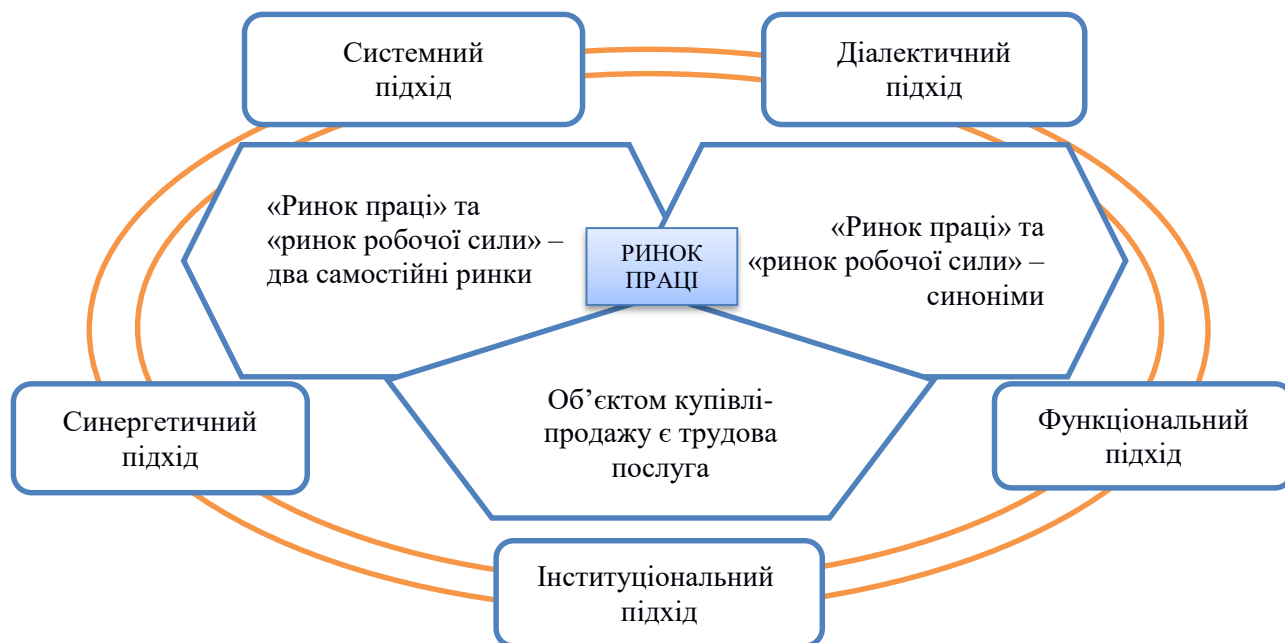 Системний
підхід
Діалектичний
підхід
«Ринок праці» та
«ринок робочої сили» –
два самостійні ринки
«Ринок праці» та
«ринок робочої сили» –
синоніми
РИНОК
ПРАЦІ
Об’єктом купівлі-
продажу є трудова
послуга
Синергетичний
підхід
Функціональний
підхід
Інституціональний
підхід